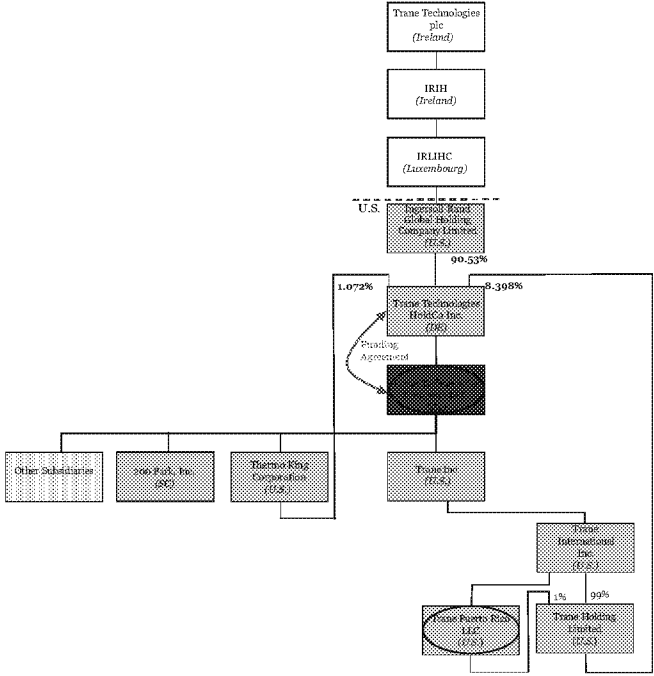 Trane Technologies
plc
(Ireland)
IRIH
(Ireland)
IRLIHC
(Luxembourg)
U.S.
Ingersoll-Rand
Global Holding
Company Limited
(U.S.)
90.53%
1.072%
8.398%
Trane Technologies
HoldCo Inc.
(DE)
Funding
Agreement
Other Subsidiaries
200 Park, Inc.
(SC)
Thermo King
Corporation
(U.S.)
Trane Inc.
(U.S.)
Trane
International
Inc.
(U.S.)
1%
99%
Trane Puerto Rico
LLC
(U.S.)
Trane Holding
Limited
(U.S.)